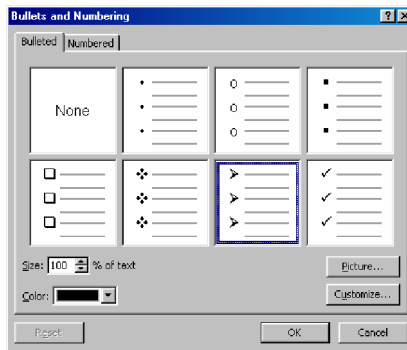 Bullets and Numbering
Bulleted Numbered
None
Size: 100 % of text
Picture...
Color:
Customize...
Reset OK Cancel